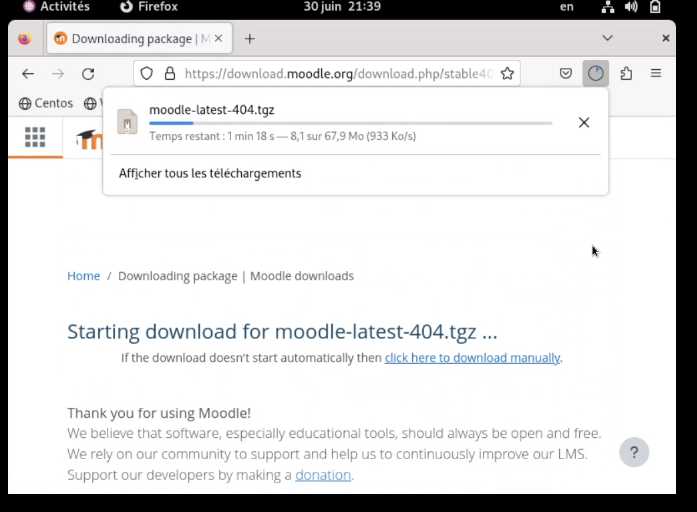 Activités Firefox 30 juin 21:39 en
Downloading package | M
https://download.moodle.org/download.php/stable40
Centos
moodle-latest-404.tgz
Temps restant : 1 min 18 s — 8,1 sur 67,9 Mo (933 Ko/s)
Afficher tous les téléchargements
Home / Downloading package | Moodle downloads
Starting download for moodle-latest-404.tgz ...
If the download doesn't start automatically then click here to download manually.
Thank you for using Moodle!
We believe that software, especially educational tools, should always be open and free.
We rely on our community to support and help us to continuously improve our LMS.
Support our developers by making a donation.
?